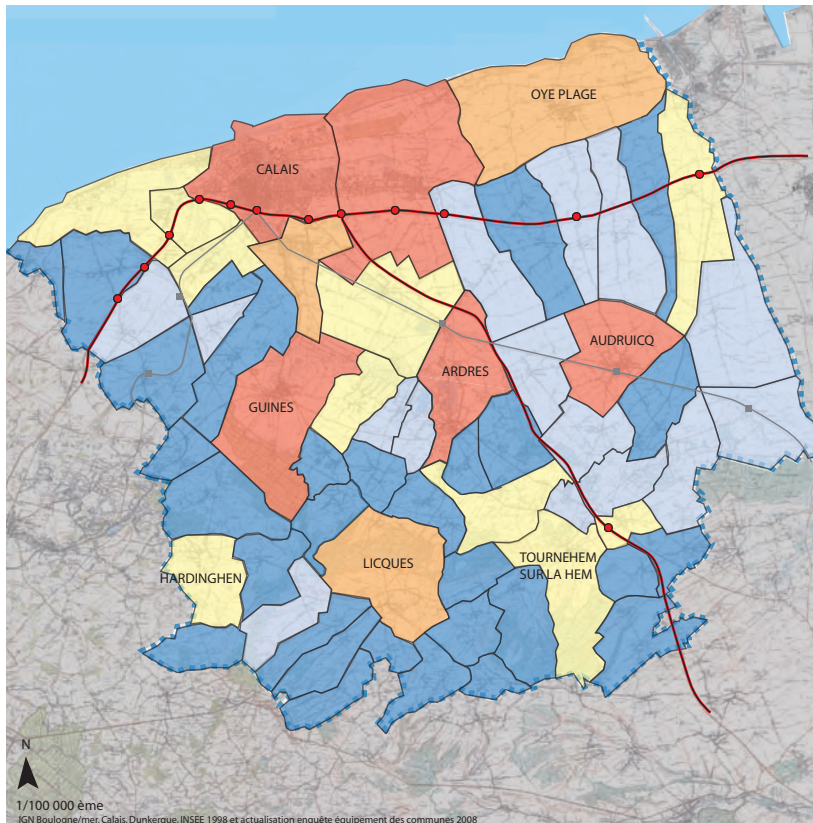 OYE PLAGE
CALAIS
AUDRUICQ
ARDRES
GUINES
LICQUES
TOURNEHEM
SUR LA HEM
HARDINGHEN
N
1/100 000 ème
IGN Boulogne/mer, Calais, Dunkerque, INSEE 1998 et actualisation enquête équipement des communes 2008